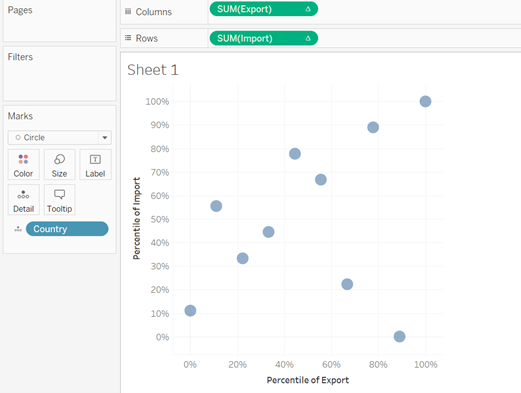 Pages
Columns
SUM(Export) Δ
Rows
SUM(Import) Δ
Filters
Marks
Circle
Color
Size
Label
Detail
Tooltip
Country
Sheet 1
Percentile of Import
100%
90%
80%
70%
60%
50%
40%
30%
20%
10%
0%
0% 20% 40% 60% 80% 100%
Percentile of Export